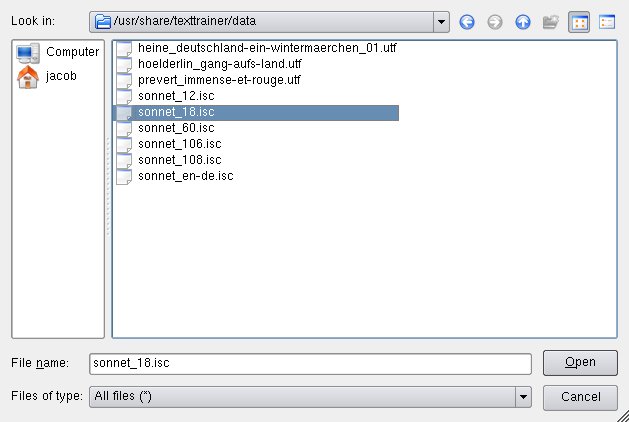 Look in: /usr/share/texttrainer/data
Computer
jacob
heine_deutschland-ein-wintermaerchen_01.utf
hoelderlin_gang-aufs-land.utf
prevert_immense-et-rouge.utf
sonnet_12.isc
sonnet_18.isc
sonnet_60.isc
sonnet_106.isc
sonnet_108.isc
sonnet_en-de.isc
File name: sonnet_18.isc Open
Files of type: All files (*) Cancel